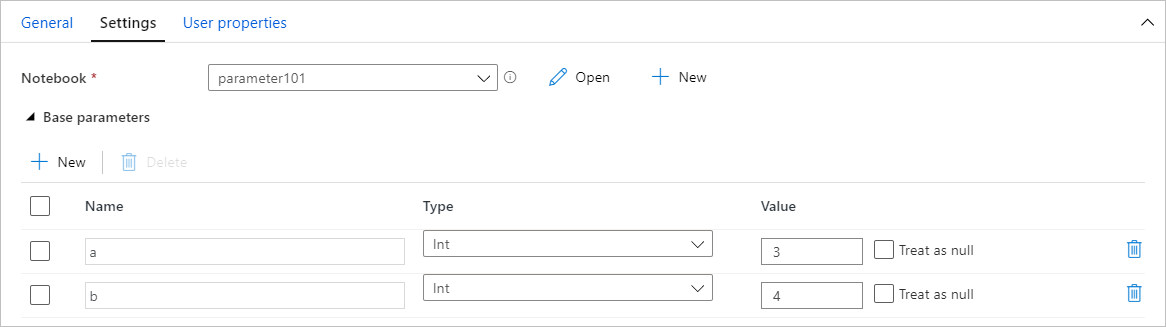 General Settings User properties
Notebook * parameter101 Open New
Base parameters
New Delete
Name Type Value
a Int 3 Treat as null
b Int 4 Treat as null